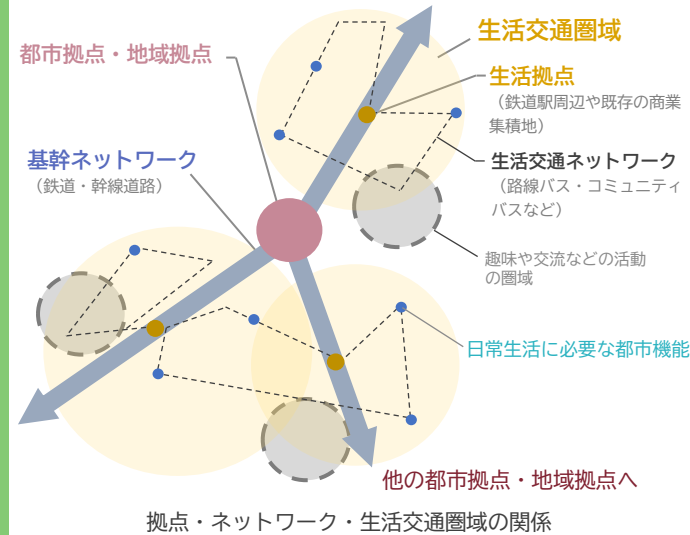 都市拠点・地域拠点
生活交通圏域
生活拠点
（鉄道駅周辺や既存の商業
集積地）
基幹ネットワーク
（鉄道・幹線道路）
生活交通ネットワーク
（路線バス・コミュニティ
バスなど）
趣味や交流などの活動
の圏域
日常生活に必要な都市機能
他の都市拠点・地域拠点へ
拠点・ネットワーク・生活交通圏域の関係